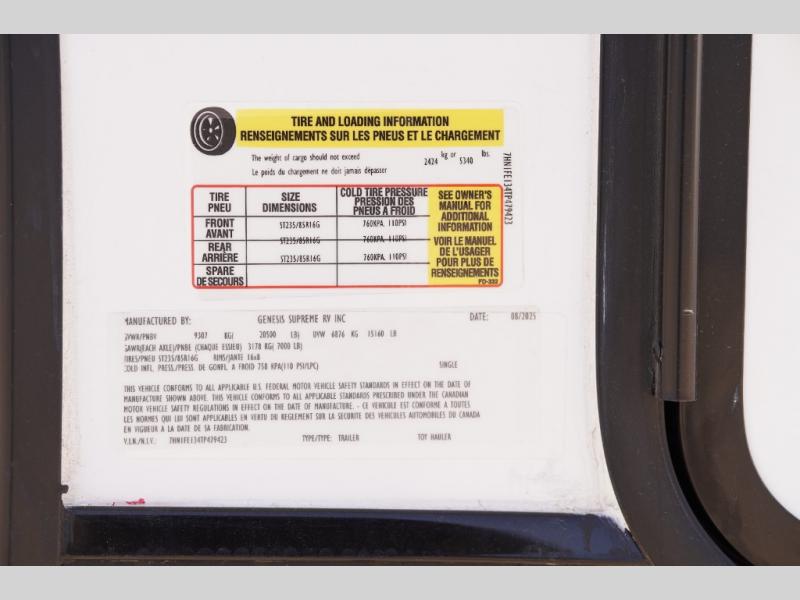 TIRE AND LOADING INFORMATION
RENSEIGNEMENTS SUR LES PNEUS ET LE CHARGEMENT
The weight of cargo should not exceed 2424 kg or 5340 lbs.
Le poids du chargement ne doit jamais dépasser
7HN1FE134TP479423
TIRE PNEU SIZE DIMENSIONS COLD TIRE PRESSURE PRESSION DES PNEUS A FROID
FRONT AVANT ST235/85R16G 760KPA, 110PSI
ST235/85R16G 760KPA, 110PSI
REAR ARRIÈRE ST235/85R16G 760KPA, 110PSI
SPARE DE SECOURS
SEE OWNER'S
MANUAL FOR
ADDITIONAL
INFORMATION
VOIR LE MANUEL
DE L'USAGER
POUR PLUS DE
RENSEIGNEMENTS
FD-332
MANUFACTURED BY: GENESIS SUPREME RV INC DATE: 08/2025
GVWR/PNBV 9307 KG( 20500 LB) UVW 6876 KG 15160 LB
GAWR(EACH AXLE)/PNBE (CHAQUE ESSIEU) 3178 KG( 7000 LB)
TIRES/PNEU ST235/85R16G RIMS/JANTE 16x8
COLD INFL. PRESS./PRESS. DE GONFL. A FROID 758 KPA(110 PSI/LPC) SINGLE
THIS VEHICLE CONFORMS TO ALL APPLICABLE U.S. FEDERAL MOTOR VEHICLE SAFETY STANDARDS IN EFFECT ON THE DATE OF
MANUFACTURE SHOWN ABOVE. THIS VEHICLE CONFORMS TO ALL APPLICABLE STANDARDS PRESCRIBED UNDER THE CANADIAN
MOTOR VEHICLE SAFETY REGULATIONS IN EFFECT ON THE DATE OF MANUFACTURE. - CE VEHICULE EST CONFORME A TOUTES
LES NORMES QUI LUI SONT APPLICABLES EN VERTU DU REGLEMENT SUR LA SECURITE DES VEHICULES AUTOMOBILES DU CANADA
EN VIGUEUR A LA DATE DE SA FABRICATION.
V.I.N./N.I.V.: 7HN1FE134TP479423 TYPE/TYPE: TRAILER TOY HAULER